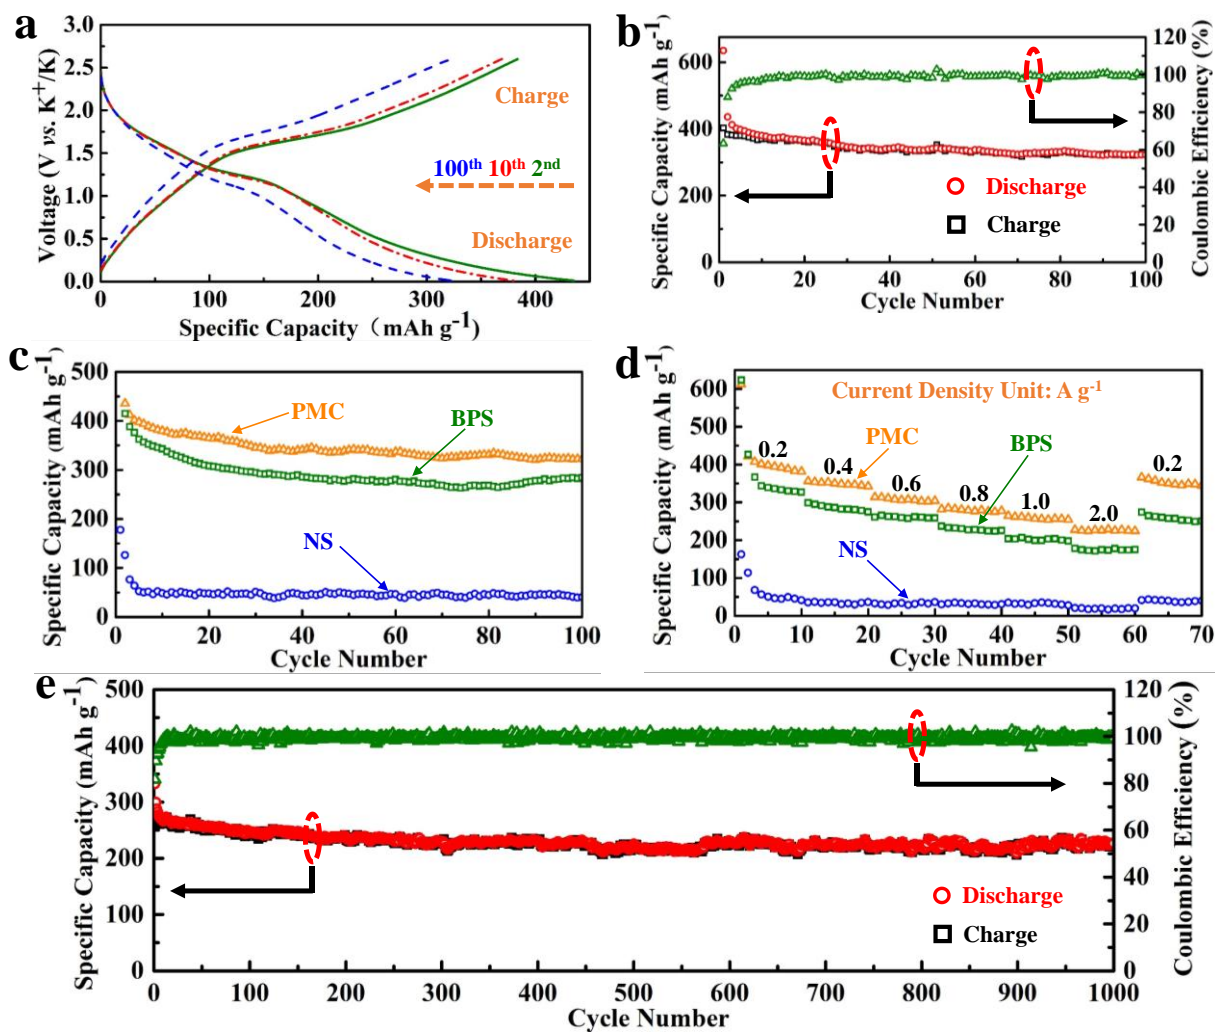 a
Voltage (V vs. K+/K)
3.0
2.5
2.0
1.5
1.0
0.5
0.0
0 100 200 300 400
Specific Capacity（mAh g-1)
Charge
100th 10th 2nd
Discharge
b
Specific Capacity (mAh g-1)
600
400
200
0
0 20 40 60 80 100
Cycle Number
120
100
80
60
40
20
0
Coulombic Efficiency (%)
Discharge
Charge
c
Specific Capacity (mAh g-1)
500
400
300
200
100
50
0
0 20 40 60 80 100
Cycle Number
PMC
BPS
NS
d
Specific Capacity (mAh g-1)
600
500
400
300
200
100
0
0 10 20 30 40 50 60 70
Cycle Number
Current Density Unit: A g-1
PMC
BPS
NS
0.2
0.4
0.6
0.8
1.0
2.0
0.2
e
Specific Capacity (mAh g-1)
500
400
300
200
100
0
0 100 200 300 400 500 600 700 800 900 1000
Cycle Number
120
100
80
60
40
20
0
Coulombic Efficiency (%)
Discharge
Charge